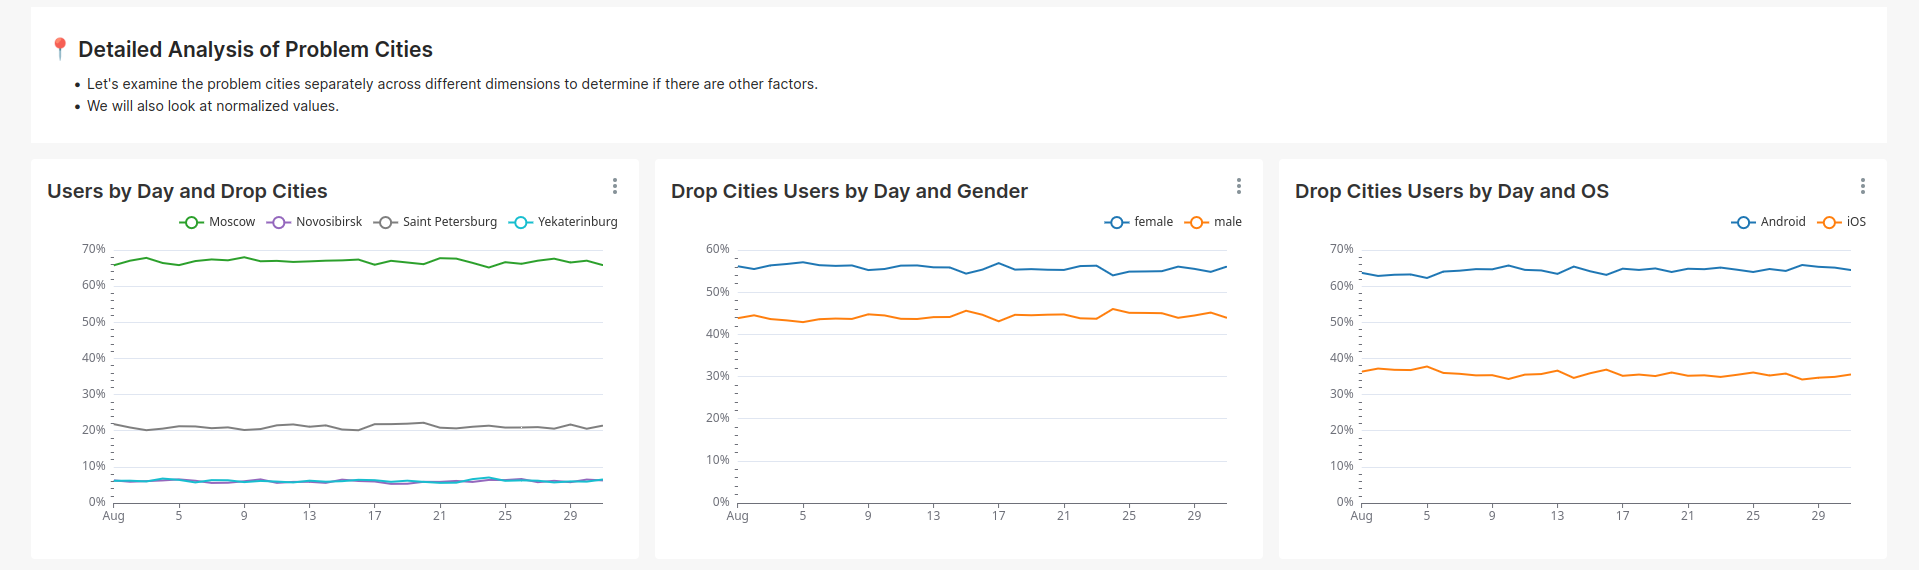 📍 Detailed Analysis of Problem Cities
• Let's examine the problem cities separately across different dimensions to determine if there are other factors.
• We will also look at normalized values.
Users by Day and Drop Cities
Moscow Novosibirsk Saint Petersburg Yekaterinburg
70%
60%
50%
40%
30%
20%
10%
0%
Aug 5 9 13 17 21 25 29
Drop Cities Users by Day and Gender
female male
60%
50%
40%
30%
20%
10%
0%
Aug 5 9 13 17 21 25 29
Drop Cities Users by Day and OS
Android iOS
70%
60%
50%
40%
30%
20%
10%
0%
Aug 5 9 13 17 21 25 29